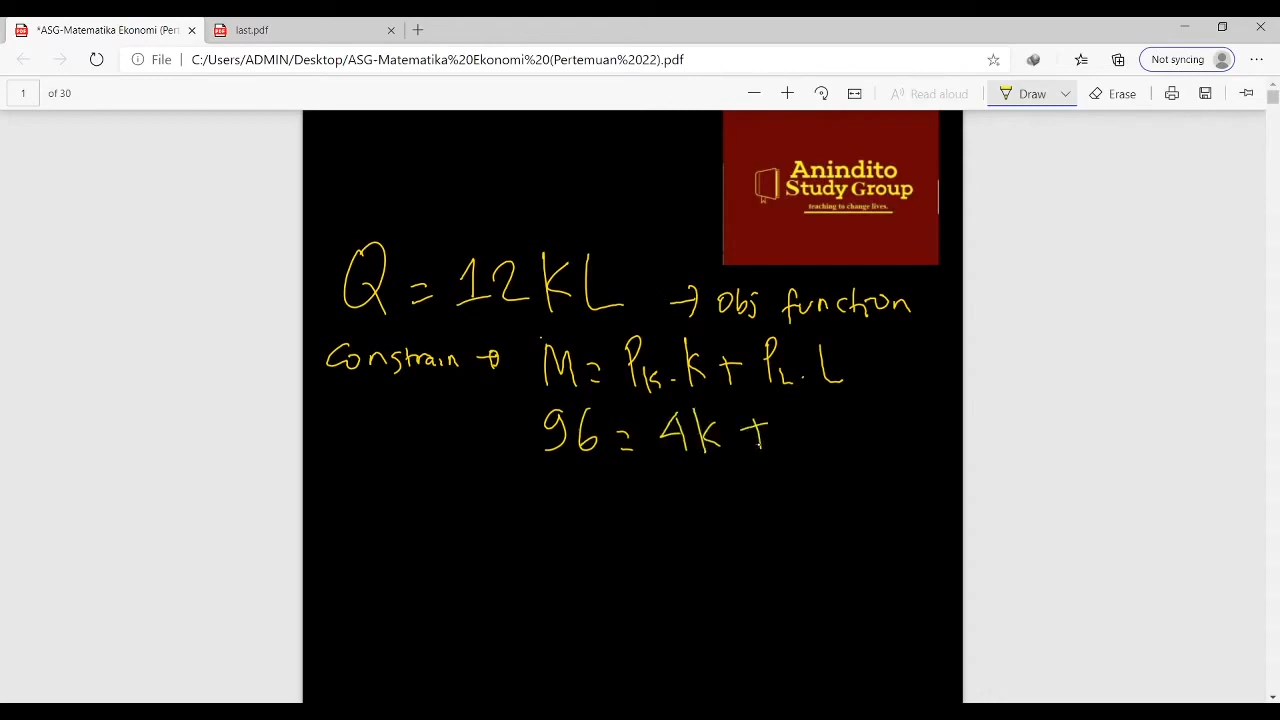 *ASG-Matematika Ekonomi (Pert
last.pdf
File
C:/Users/ADMIN/Desktop/ASG-Matematika%20Ekonomi%20(Pertemuan%2022).pdf
Not syncing
1 of 30
Read aloud
Draw
Erase
Anindito
Study Group
teaching to change lives.
Q = 12KL → Obj function
Constrain → M = PK . K + PL . L
96 = 4K +